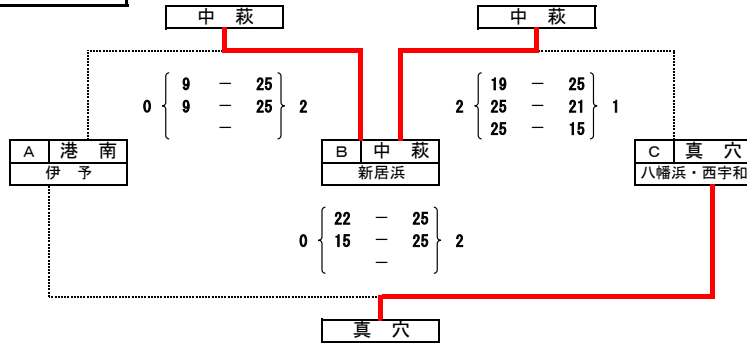 中 萩 中 萩
9 － 25 19 － 25
0 9 － 25 2 2 25 － 21 1
－ 25 － 15
A 港 南 B 中 萩 C 真 穴
伊 予 新居浜 八幡浜・西宇和
22 － 25
0 15 － 25 2
－
真 穴